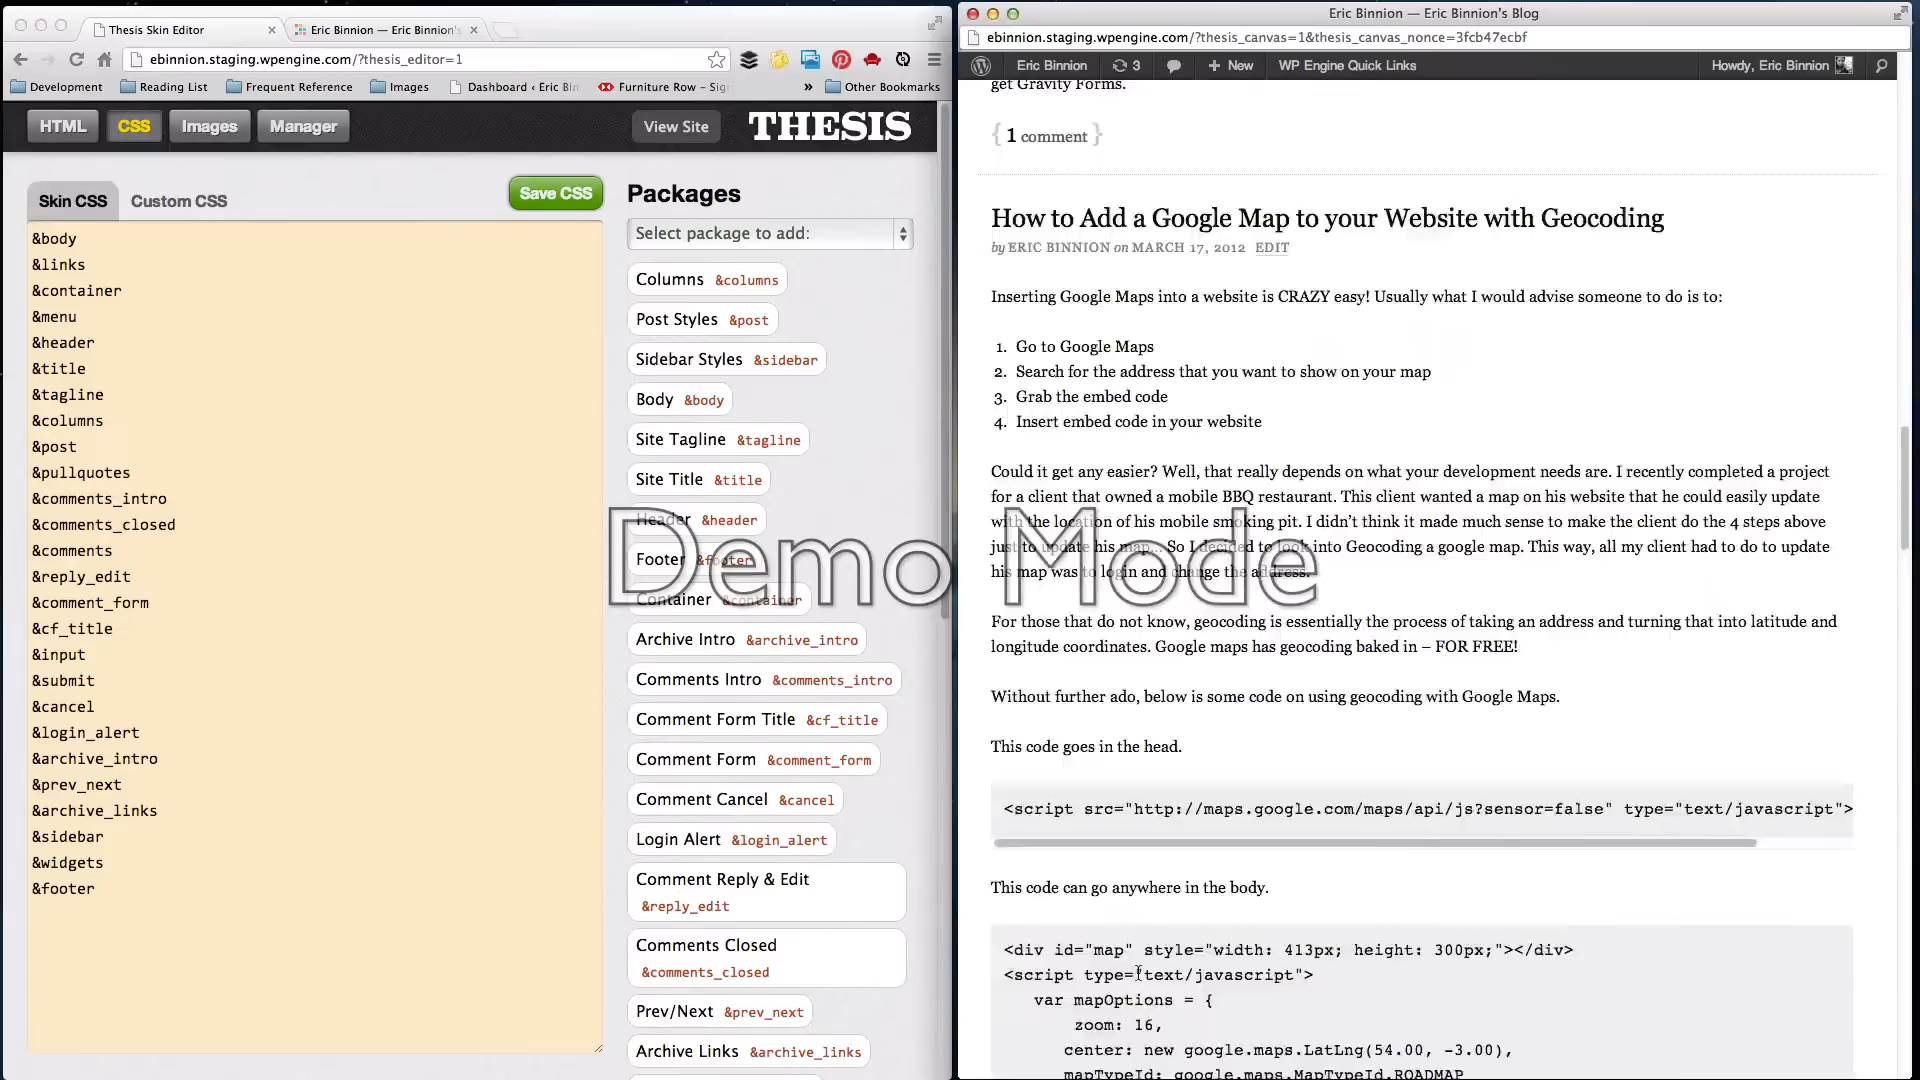 Thesis Skin Editor
Eric Binnion — Eric Binnion's
ebinnion.staging.wpengine.com/?thesis_editor=1
Development
Reading List
Frequent Reference
Images
Dashboard ‹ Eric Bin
Furniture Row – Sig
»
Other Bookmarks
HTML
CSS
Images
Manager
View Site
THESIS
Skin CSS
Custom CSS
Save CSS
&body
&links
&container
&menu
&header
&title
&tagline
&columns
&post
&pullquotes
&comments_intro
&comments_closed
&comments
&reply_edit
&comment_form
&cf_title
&input
&submit
&cancel
&login_alert
&archive_intro
&prev_next
&archive_links
&sidebar
&widgets
&footer
Packages
Select package to add:
Columns &columns
Post Styles &post
Sidebar Styles &sidebar
Body &body
Site Tagline &tagline
Site Title &title
Header &header
Footer &footer
Container &container
Archive Intro &archive_intro
Comments Intro &comments_intro
Comment Form Title &cf_title
Comment Form &comment_form
Comment Cancel &cancel
Login Alert &login_alert
Comment Reply & Edit
&reply_edit
Comments Closed
&comments_closed
Prev/Next &prev_next
Archive Links &archive_links
Demo Mode
Eric Binnion — Eric Binnion's Blog
ebinnion.staging.wpengine.com/?thesis_canvas=1&thesis_canvas_nonce=3fcb47ecbf
Eric Binnion
3
+ New
WP Engine Quick Links
Howdy, Eric Binnion
get Gravity Forms.
{ 1 comment }
How to Add a Google Map to your Website with Geocoding
by ERIC BINNION on MARCH 17, 2012 EDIT
Inserting Google Maps into a website is CRAZY easy! Usually what I would advise someone to do is to:
1. Go to Google Maps
2. Search for the address that you want to show on your map
3. Grab the embed code
4. Insert embed code in your website
Could it get any easier? Well, that really depends on what your development needs are. I recently completed a project
for a client that owned a mobile BBQ restaurant. This client wanted a map on his website that he could easily update
with the location of his mobile smoking pit. I didn't think it made much sense to make the client do the 4 steps above
just to update his map… So I decided to look into Geocoding a google map. This way, all my client had to do to update
his map was to login and change the address.
For those that do not know, geocoding is essentially the process of taking an address and turning that into latitude and
longitude coordinates. Google maps has geocoding baked in – FOR FREE!
Without further ado, below is some code on using geocoding with Google Maps.
This code goes in the head.
<script src="http://maps.google.com/maps/api/js?sensor=false" type="text/javascript">
This code can go anywhere in the body.
<div id="map" style="width: 413px; height: 300px;"></div>
<script type="text/javascript">
var mapOptions = {
zoom: 16,
center: new google.maps.LatLng(54.00, -3.00),
mapTypeId: google.maps.MapTypeId.ROADMAP